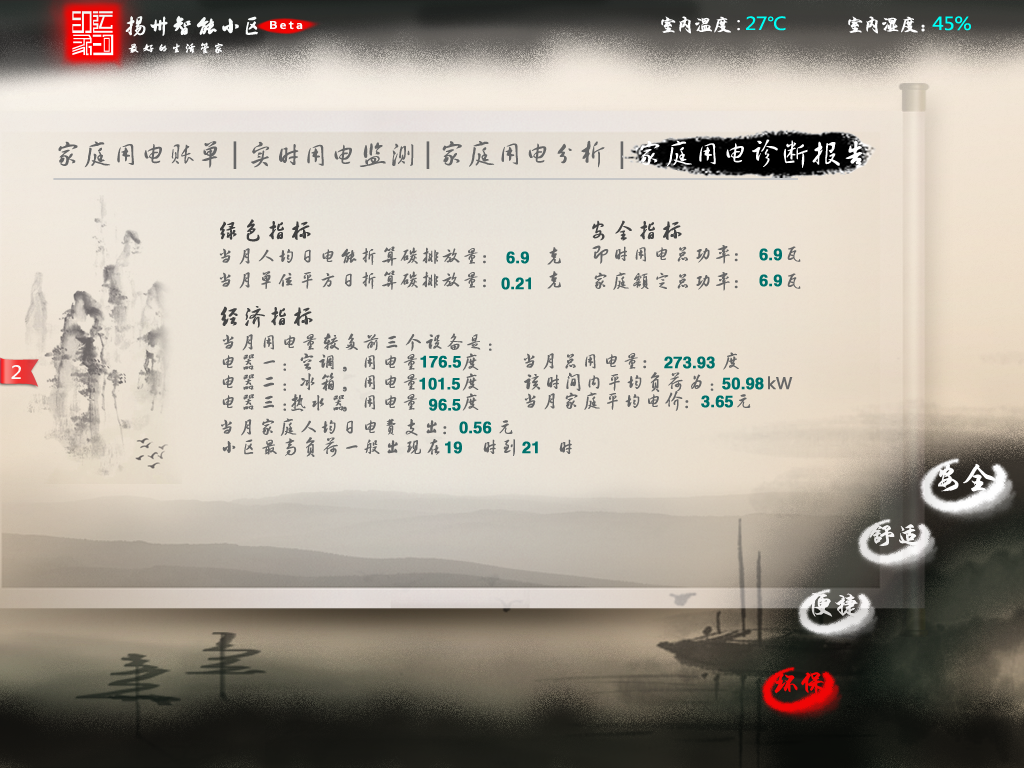 扬州智能小区 Beta
最好的生活管家
室内温度：27℃ 室内湿度：45%
家庭用电账单 | 实时用电监测 | 家庭用电分析 | 家庭用电诊断报告
绿色指标
当月人均日电能折算碳排放量： 6.9 克
当月单位平方日折算碳排放量： 0.21 克
安全指标
即时用电总功率： 6.9瓦
家庭额定总功率： 6.9瓦
经济指标
当月用电量较多前三个设备是：
电器一：空调。用电量176.5度
电器二：冰箱。用电量101.5度
电器三：热水器。用电量 96.5度
当月总用电量： 273.93 度
该时间内平均负荷为：50.98kW
当月家庭平均电价：3.65元
当月家庭人均日电费支出： 0.56 元
小区最高负荷一般出现在19 时到21 时
2
安全
舒适
便捷
环保